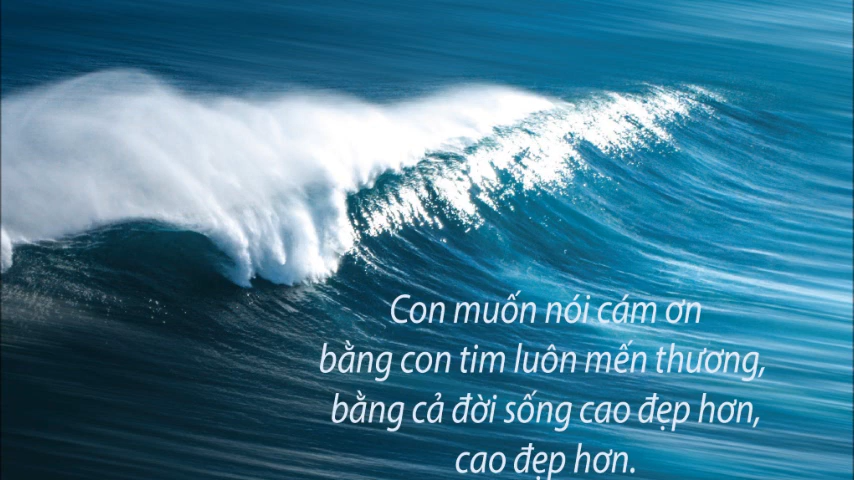 Con muốn nói cám ơn
bằng con tim luôn mến thương,
bằng cả đời sống cao đẹp hơn,
cao đẹp hơn.